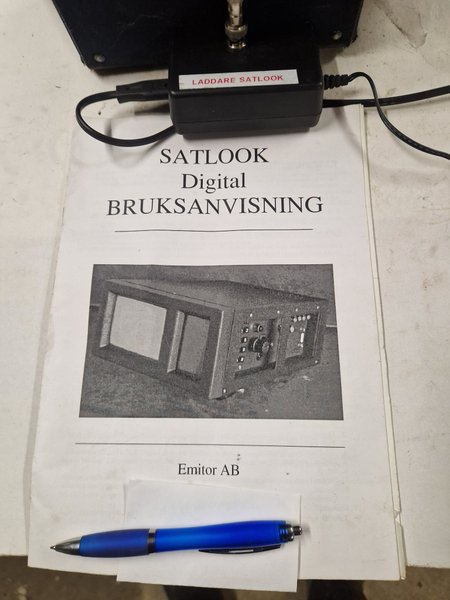 LADDARE SATLOOK
SATLOOK
Digital
BRUKSANVISNING
Emitor AB